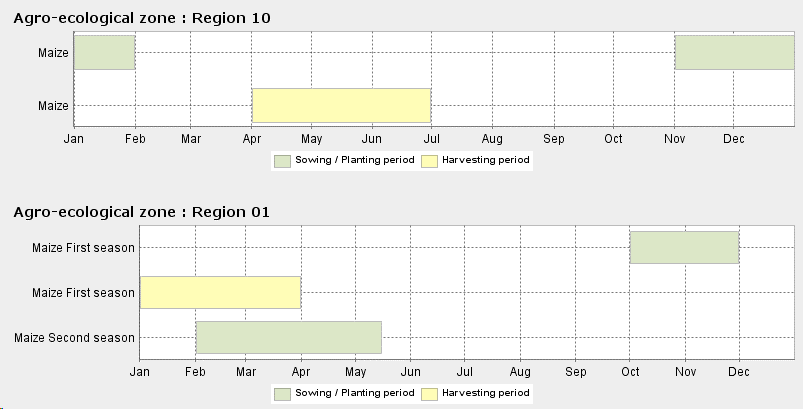 Agro-ecological zone : Region 10
Maize
Maize
Jan Feb Mar Apr May Jun Jul Aug Sep Oct Nov Dec
Sowing / Planting period Harvesting period
Agro-ecological zone : Region 01
Maize First season
Maize First season
Maize Second season
Jan Feb Mar Apr May Jun Jul Aug Sep Oct Nov Dec
Sowing / Planting period Harvesting period